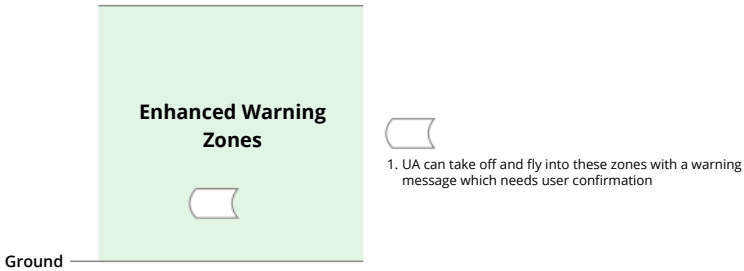 Enhanced Warning
Zones
1. UA can take off and fly into these zones with a warning
message which needs user confirmation
Ground